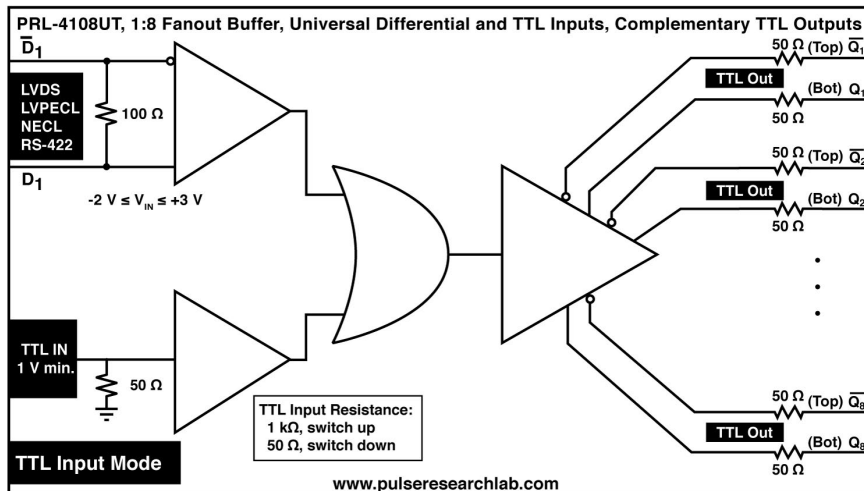 PRL-4108UT, 1:8 Fanout Buffer, Universal Differential and TTL Inputs, Complementary TTL Outputs
D̅1
LVDS
LVPECL
NECL
RS-422
100 Ω
D1
-2 V ≤ VIN ≤ +3 V
TTL IN
1 V min.
50 Ω
TTL Input Mode
TTL Input Resistance:
1 kΩ, switch up
50 Ω, switch down
50 Ω (Top) Q̅1
TTL Out
(Bot) Q1
50 Ω
50 Ω (Top) Q̅2
TTL Out
(Bot) Q2
50 Ω
50 Ω (Top) Q̅8
TTL Out
(Bot) Q8
50 Ω
www.pulseresearchlab.com